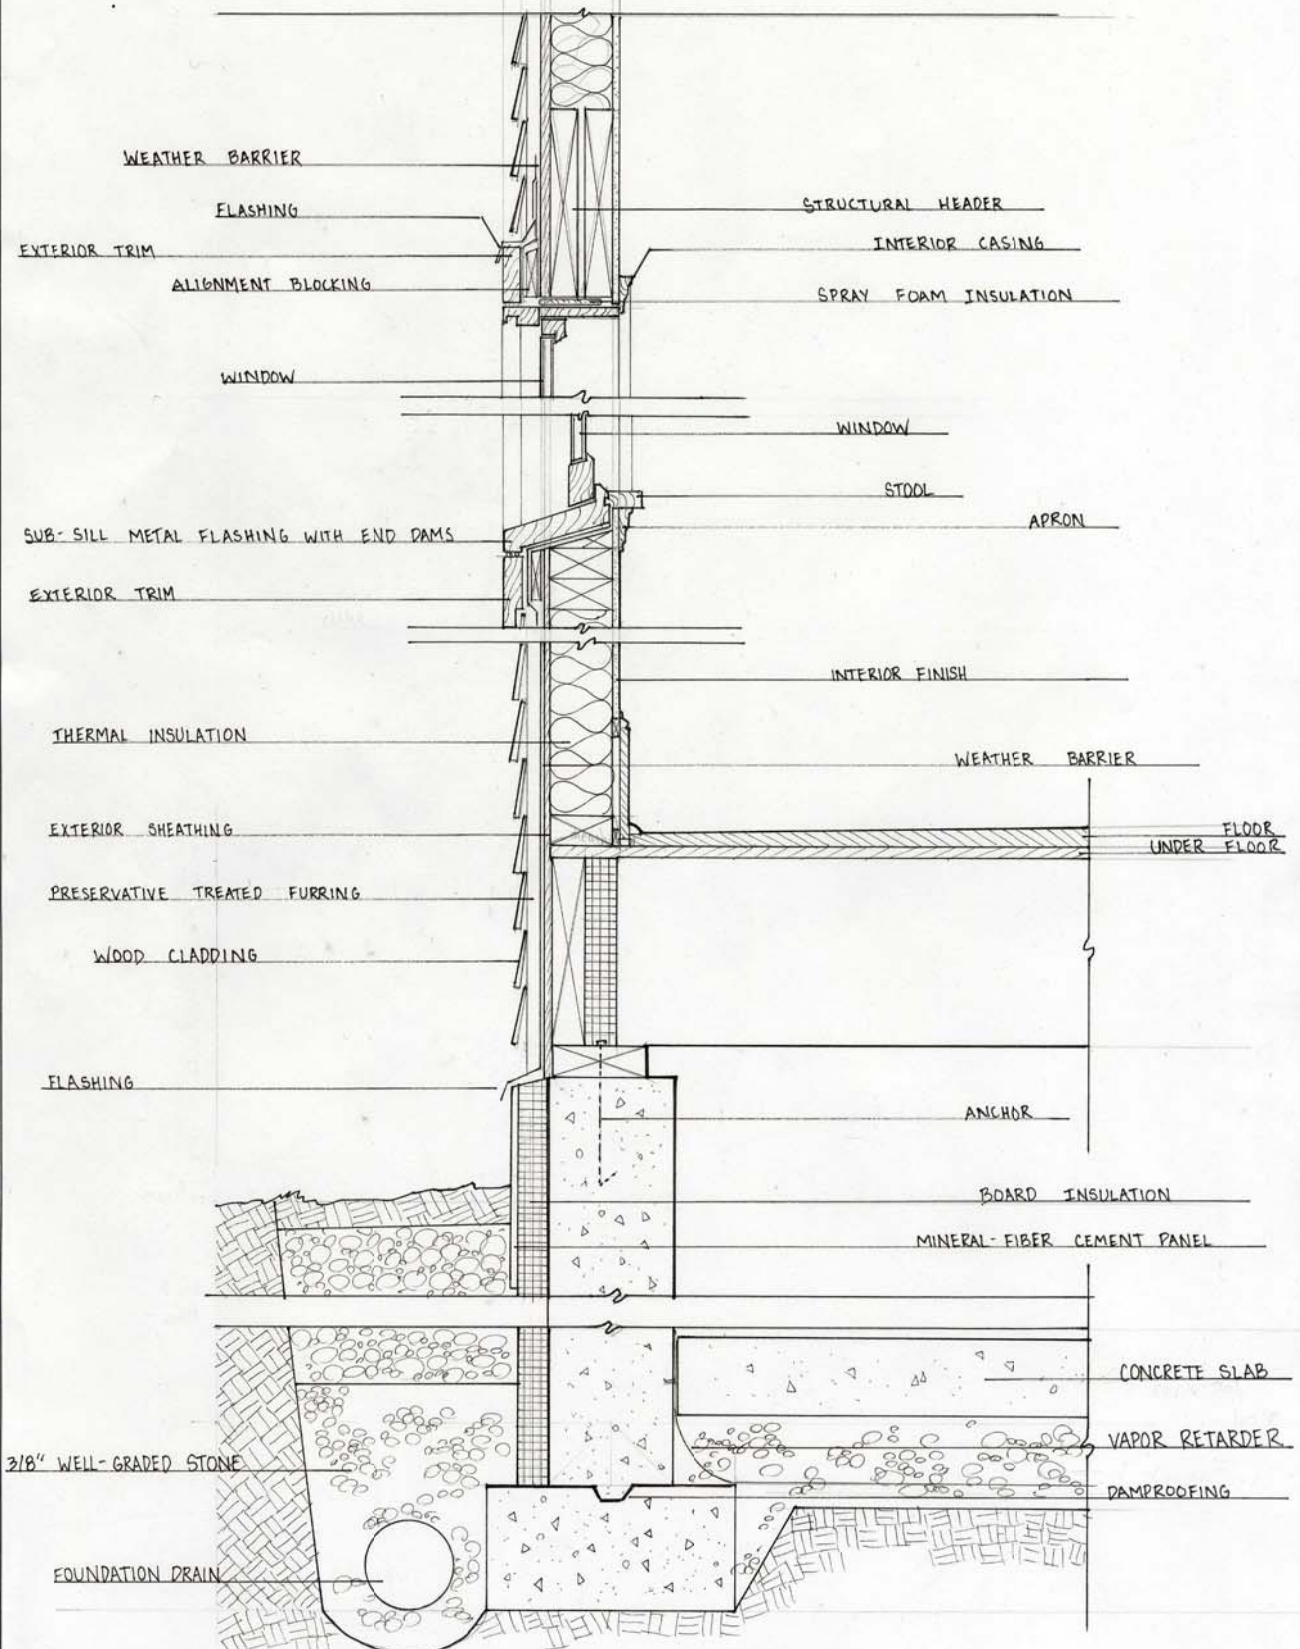 WEATHER BARRIER
FLASHING
STRUCTURAL HEADER
EXTERIOR TRIM
INTERIOR CASING
ALIGNMENT BLOCKING
SPRAY FOAM INSULATION
WINDOW
WINDOW
STOOL
APRON
SUB-SILL METAL FLASHING WITH END DAMS
EXTERIOR TRIM
INTERIOR FINISH
THERMAL INSULATION
WEATHER BARRIER
EXTERIOR SHEATHING
FLOOR
UNDER FLOOR
PRESERVATIVE TREATED FURRING
WOOD CLADDING
FLASHING
ANCHOR
BOARD INSULATION
MINERAL-FIBER CEMENT PANEL
CONCRETE SLAB
VAPOR RETARDER
3/8" WELL-GRADED STONE
DAMPROOFING
FOUNDATION DRAIN